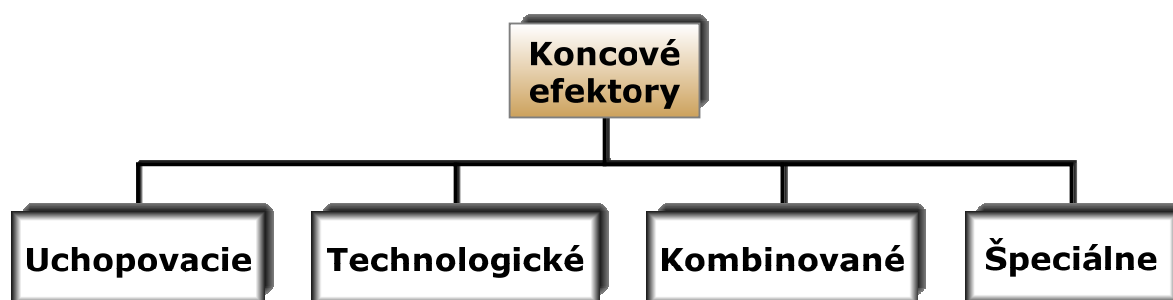 Koncové
efektory
Uchopovacie
Technologické
Kombinované
Špeciálne